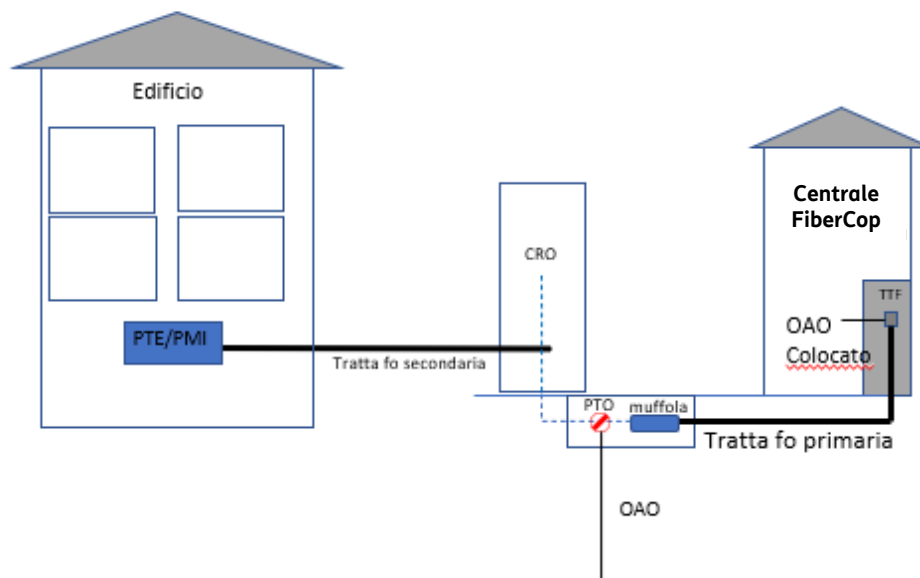 Edificio
Centrale
FiberCop
CRO
TTF
OAO
Colocato
PTE/PMI
Tratta fo secondaria
PTO
muffola
Tratta fo primaria
OAO